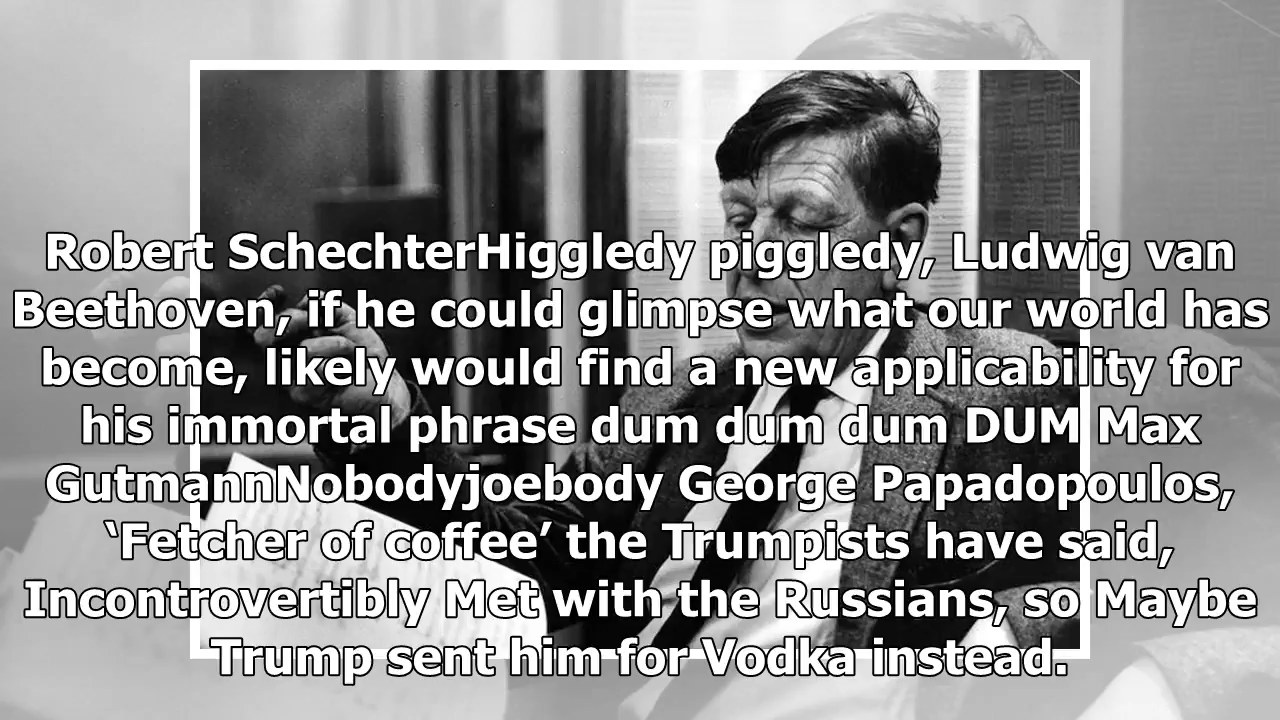 Robert SchechterHiggledy piggledy, Ludwig van
Beethoven, if he could glimpse what our world has
become, likely would find a new applicability for
his immortal phrase dum dum dum DUM Max
GutmannNobodyjoebody George Papadopoulos,
‘Fetcher of coffee’ the Trumpists have said,
Incontrovertibly Met with the Russians, so Maybe
Trump sent him for Vodka instead.